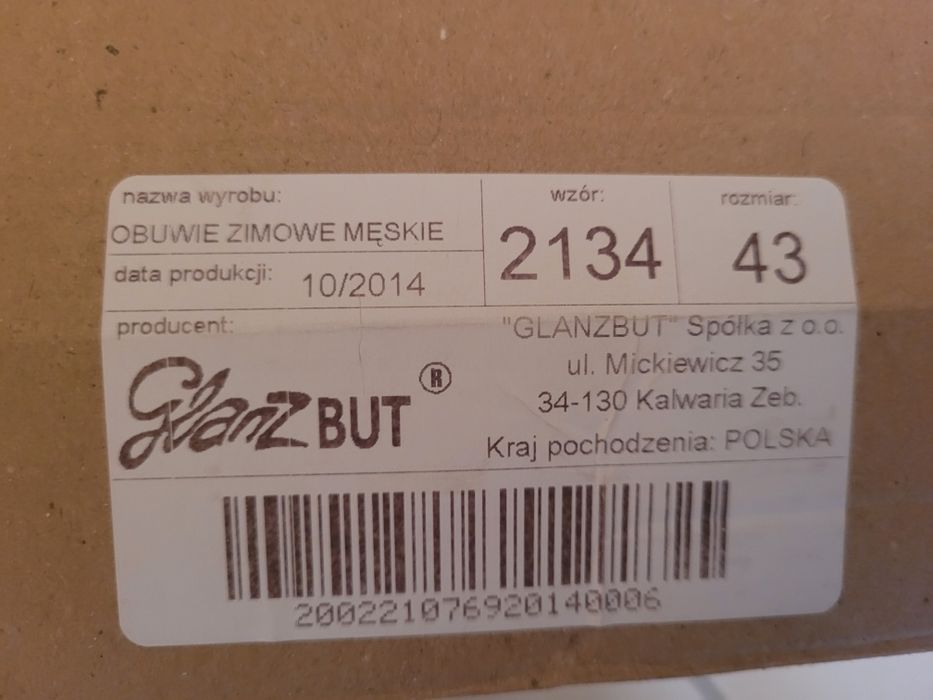 nazwa wyrobu:
OBUWIE ZIMOWE MĘSKIE
data produkcji: 10/2014
wzór:
2134
rozmiar:
43
producent:
GlanZ BUT ®
"GLANZBUT" Spółka z o.o.
ul. Mickiewicz 35
34-130 Kalwaria Zeb.
Kraj pochodzenia: POLSKA
200221076920140006